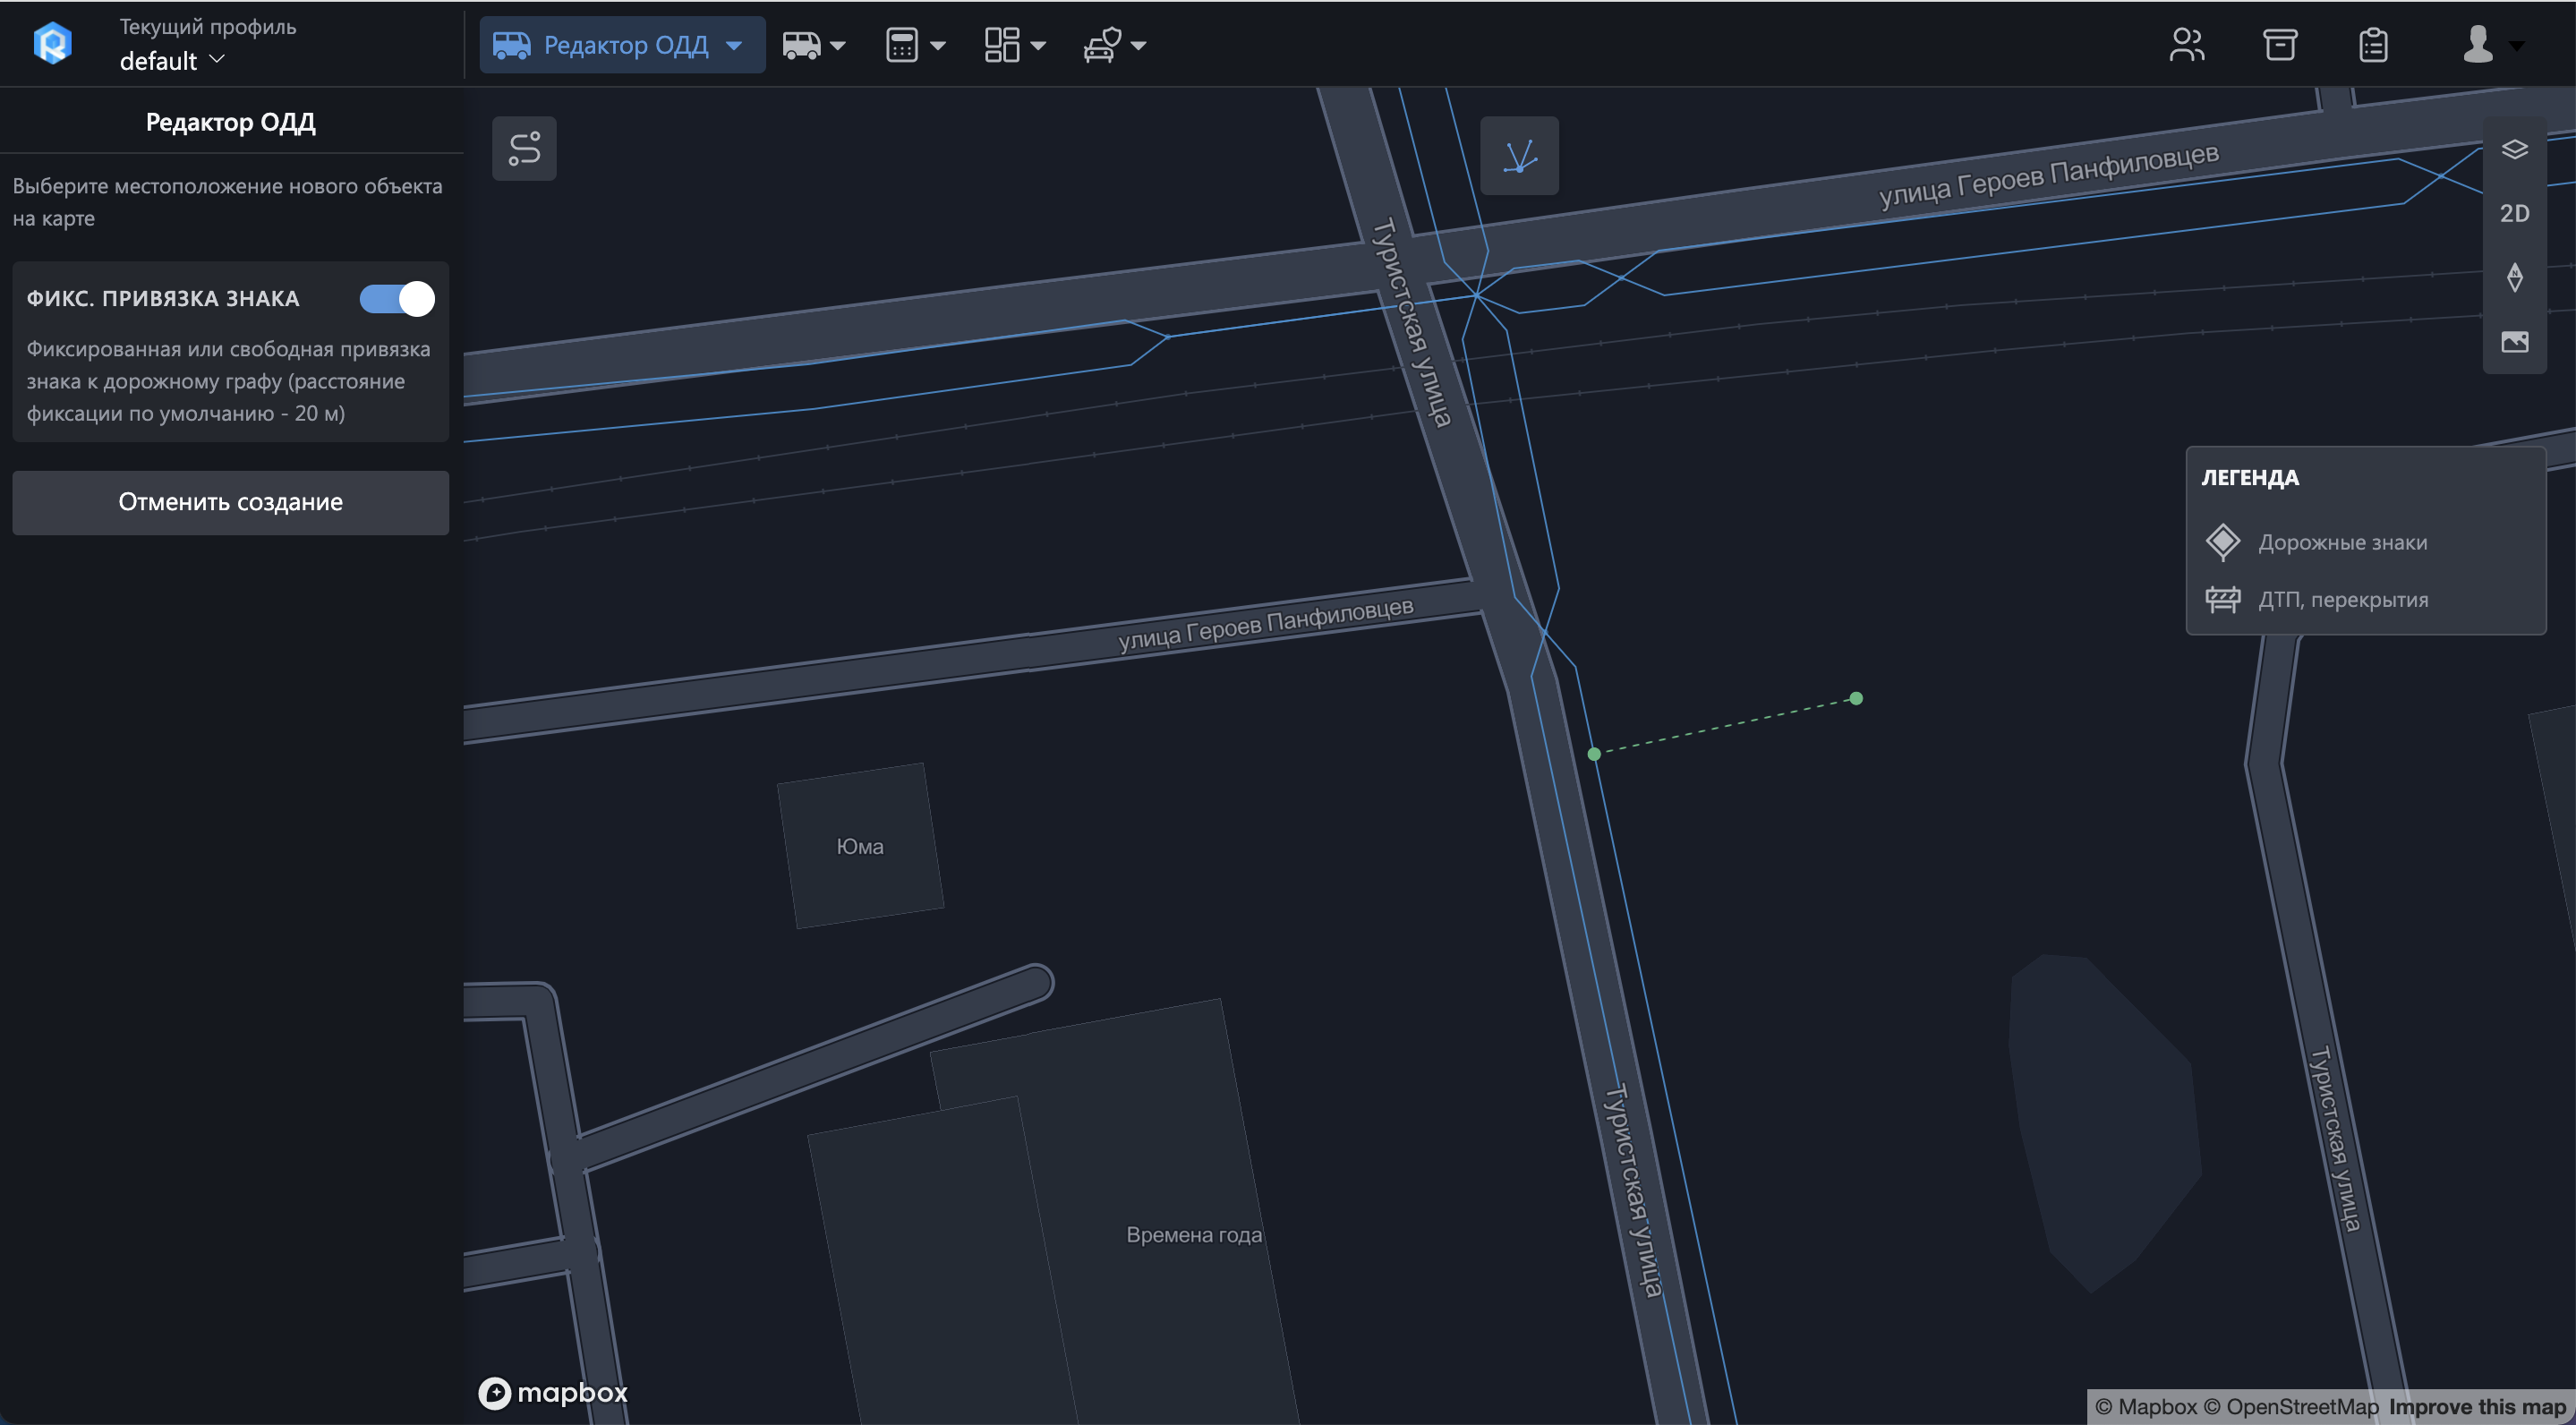 Текущий профиль
default
Редактор ОДД
Редактор ОДД
Выберите местоположение нового объекта
на карте
ФИКС. ПРИВЯЗКА ЗНАКА
Фиксированная или свободная привязка
знака к дорожному графу (расстояние
фиксации по умолчанию - 20 м)
Отменить создание
улица Героев Панфиловцев
Туристская улица
2D
N
ЛЕГЕНДА
Дорожные знаки
ДТП, перекрытия
улица Героев Панфиловцев
Юма
Времена года
Туристская улица
Туристская улица
mapbox
© Mapbox © OpenStreetMap Improve this map